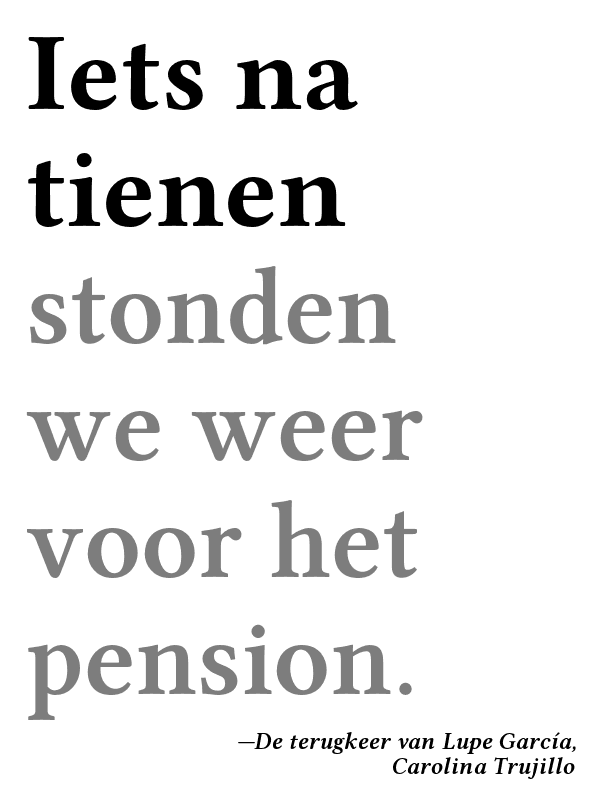 Iets na
tienen
stonden
we weer
voor het
pension.
—De terugkeer van Lupe García,
Carolina Trujillo